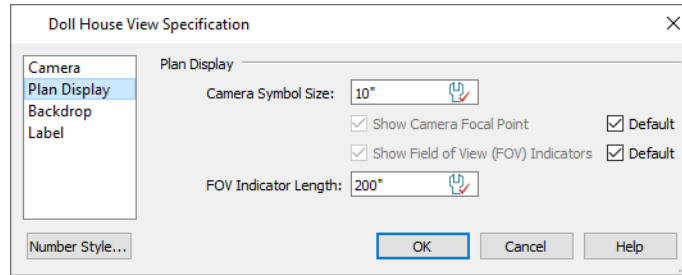 Doll House View Specification
Camera
Plan Display
Backdrop
Label
Plan Display
Camera Symbol Size: 10"
Show Camera Focal Point Default
Show Field of View (FOV) Indicators Default
FOV Indicator Length: 200"
Number Style... OK Cancel Help